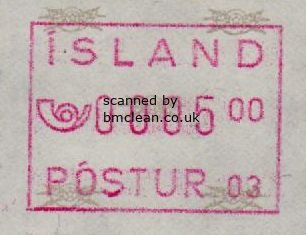 ÍSLAND
scanned by
0005 00
bmclean.co.uk
PÓSTUR 03